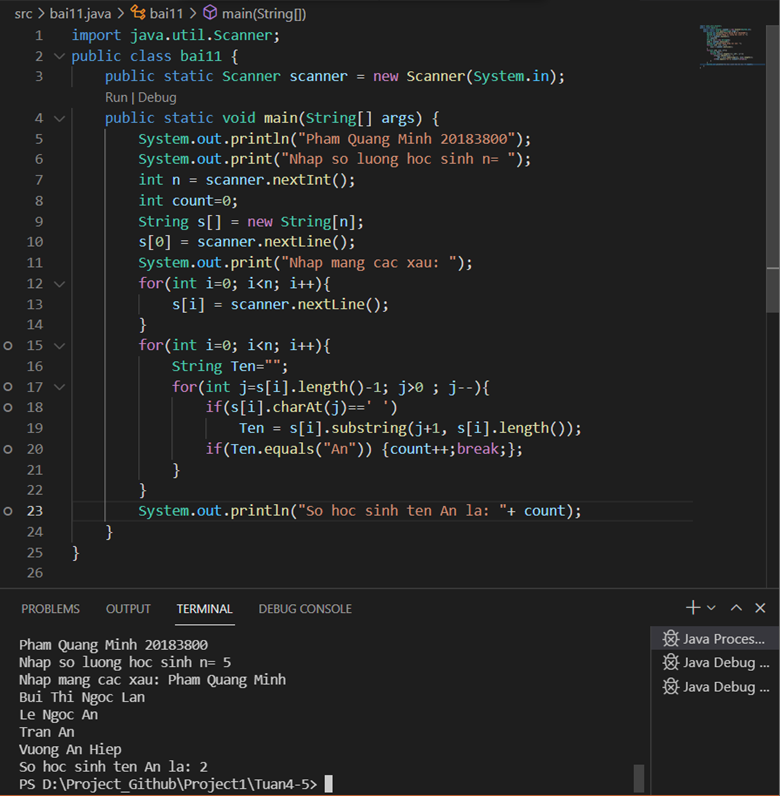 src > bai11.java > bai11 > main(String[])
1 import java.util.Scanner;
2 public class bai11 {
3 public static Scanner scanner = new Scanner(System.in);
Run | Debug
4 public static void main(String[] args) {
5 System.out.println("Pham Quang Minh 20183800");
6 System.out.print("Nhap so luong hoc sinh n= ");
7 int n = scanner.nextInt();
8 int count=0;
9 String s[] = new String[n];
10 s[0] = scanner.nextLine();
11 System.out.print("Nhap mang cac xau: ");
12 for(int i=0; i<n; i++){
13 s[i] = scanner.nextLine();
14 }
15 for(int i=0; i<n; i++){
16 String Ten="";
17 for(int j=s[i].length()-1; j>0 ; j--){
18 if(s[i].charAt(j)==' ')
19 Ten = s[i].substring(j+1, s[i].length());
20 if(Ten.equals("An")) {count++;break;};
21 }
22 }
23 System.out.println("So hoc sinh ten An la: "+ count);
24 }
25 }
26
PROBLEMS OUTPUT TERMINAL DEBUG CONSOLE
Pham Quang Minh 20183800
Nhap so luong hoc sinh n= 5
Nhap mang cac xau: Pham Quang Minh
Bui Thi Ngoc Lan
Le Ngoc An
Tran An
Vuong An Hiep
So hoc sinh ten An la: 2
PS D:\Project_Github\Project1\Tuan4-5>
Java Proces...
Java Debug ...
Java Debug ...